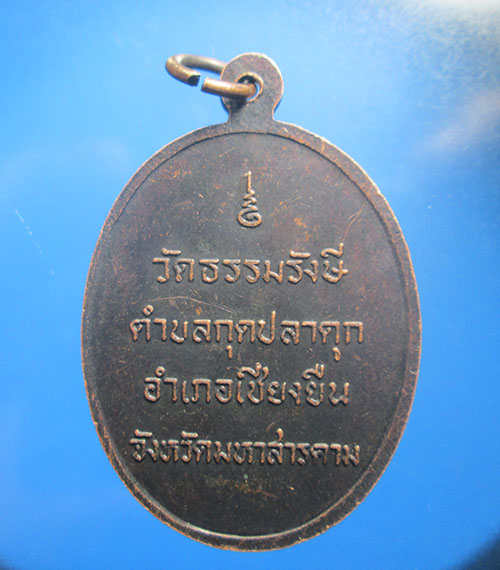 วัดธรรมรังษี
ตำบลกุดปลาดุก
อำเภอเชียงยืน
จังหวัดมหาสารคาม